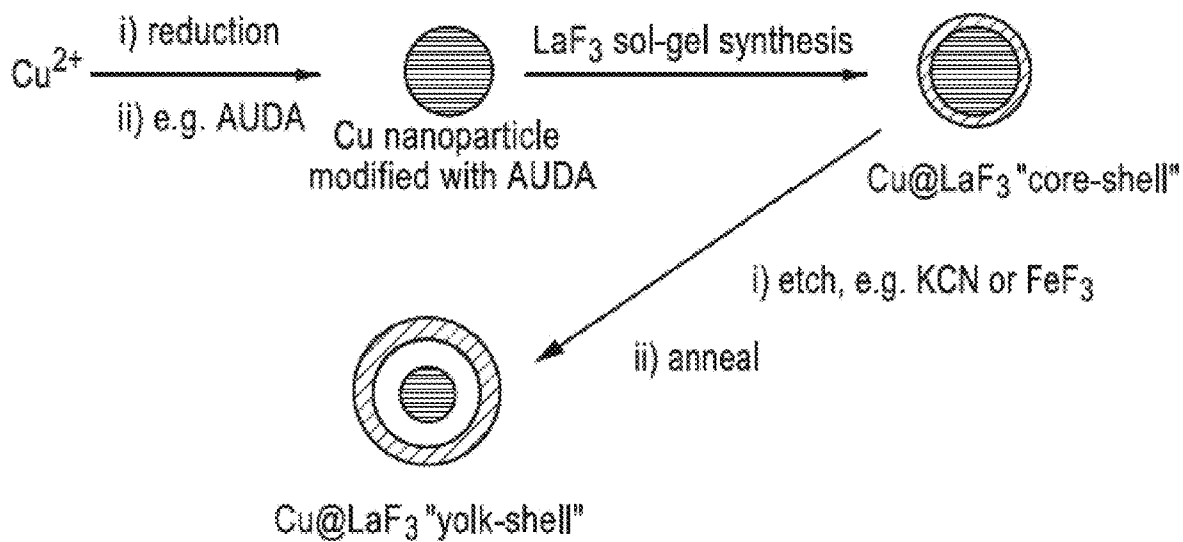 Cu2+
i) reduction
ii) e.g. AUDA
Cu nanoparticle
modified with AUDA
LaF3 sol-gel synthesis
Cu@LaF3 "core-shell"
i) etch, e.g. KCN or FeF3
ii) anneal
Cu@LaF3 "yolk-shell"